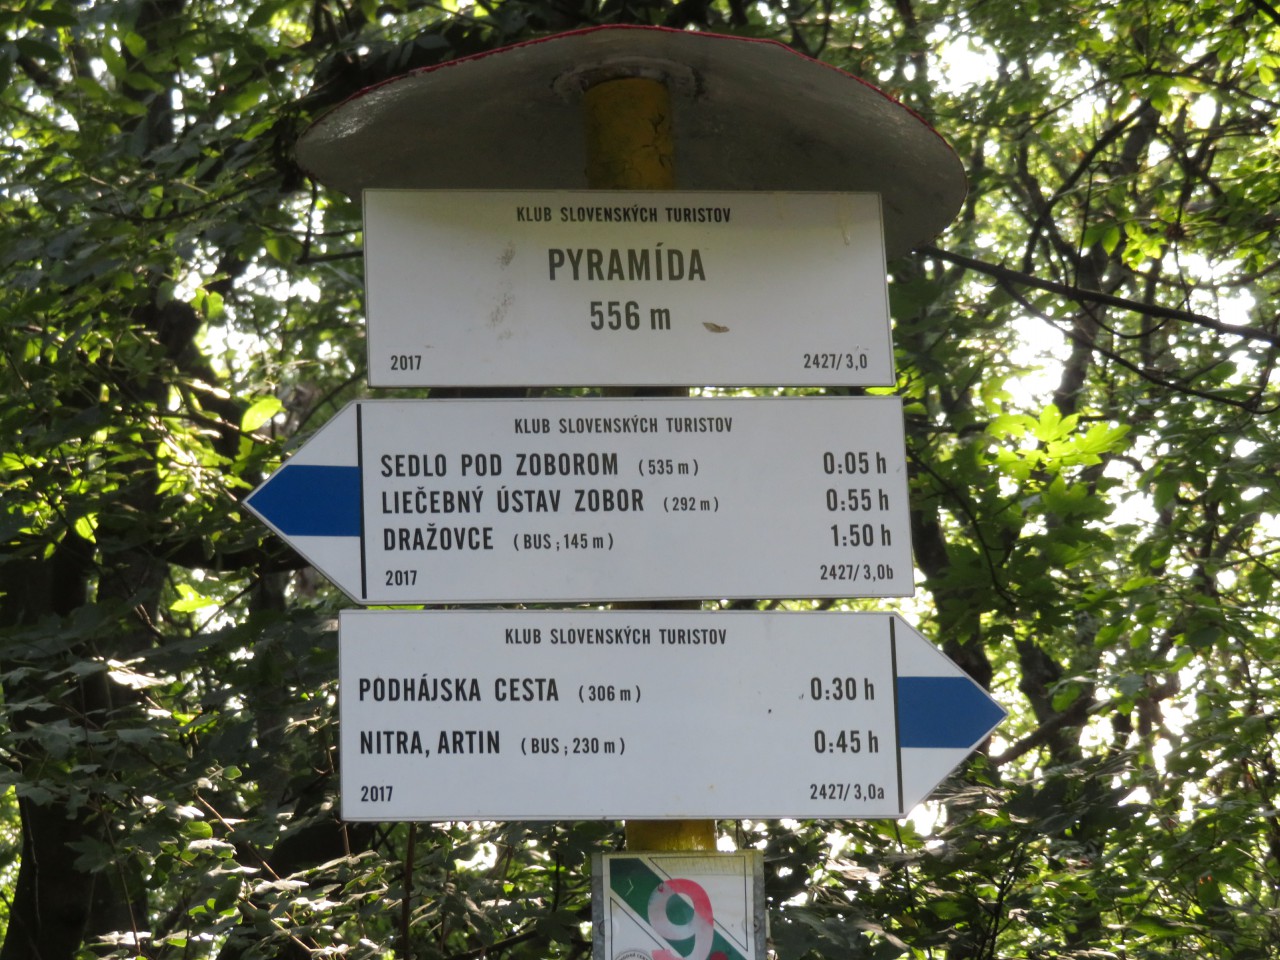 KLUB SLOVENSKÝCH TURISTOV
PYRAMÍDA
556 m
2017 2427/3,0
KLUB SLOVENSKÝCH TURISTOV
SEDLO POD ZOBOROM (535 m) 0:05 h
LIEČEBNÝ ÚSTAV ZOBOR (292 m) 0:55 h
DRAŽOVCE (BUS; 145 m) 1:50 h
2017 2427/3,0b
KLUB SLOVENSKÝCH TURISTOV
PODHÁJSKA CESTA (306 m) 0:30 h
NITRA, ARTIN (BUS; 230 m) 0:45 h
2017 2427/3,0a
9